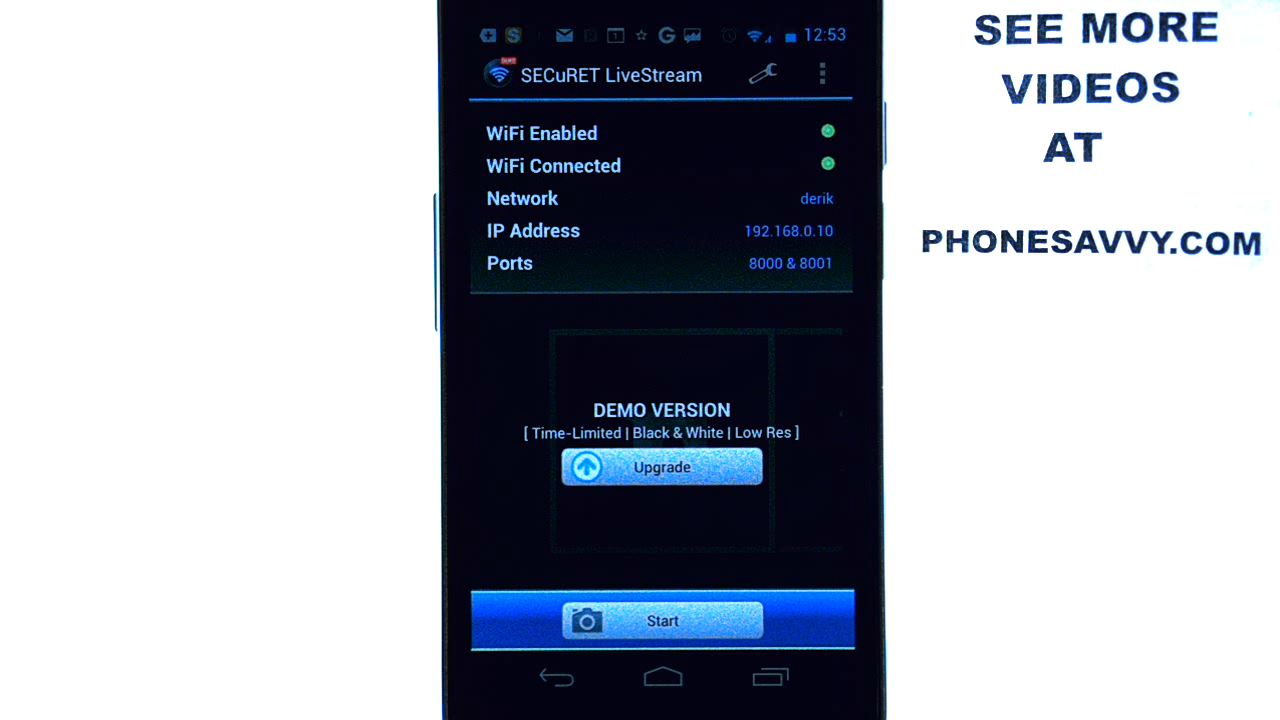 12:53
SECuRET LiveStream
WiFi Enabled
WiFi Connected
Network derik
IP Address 192.168.0.10
Ports 8000 & 8001
DEMO VERSION
[ Time-Limited | Black & White | Low Res ]
Upgrade
Start
SEE MORE
VIDEOS
AT
PHONESAVVY.COM